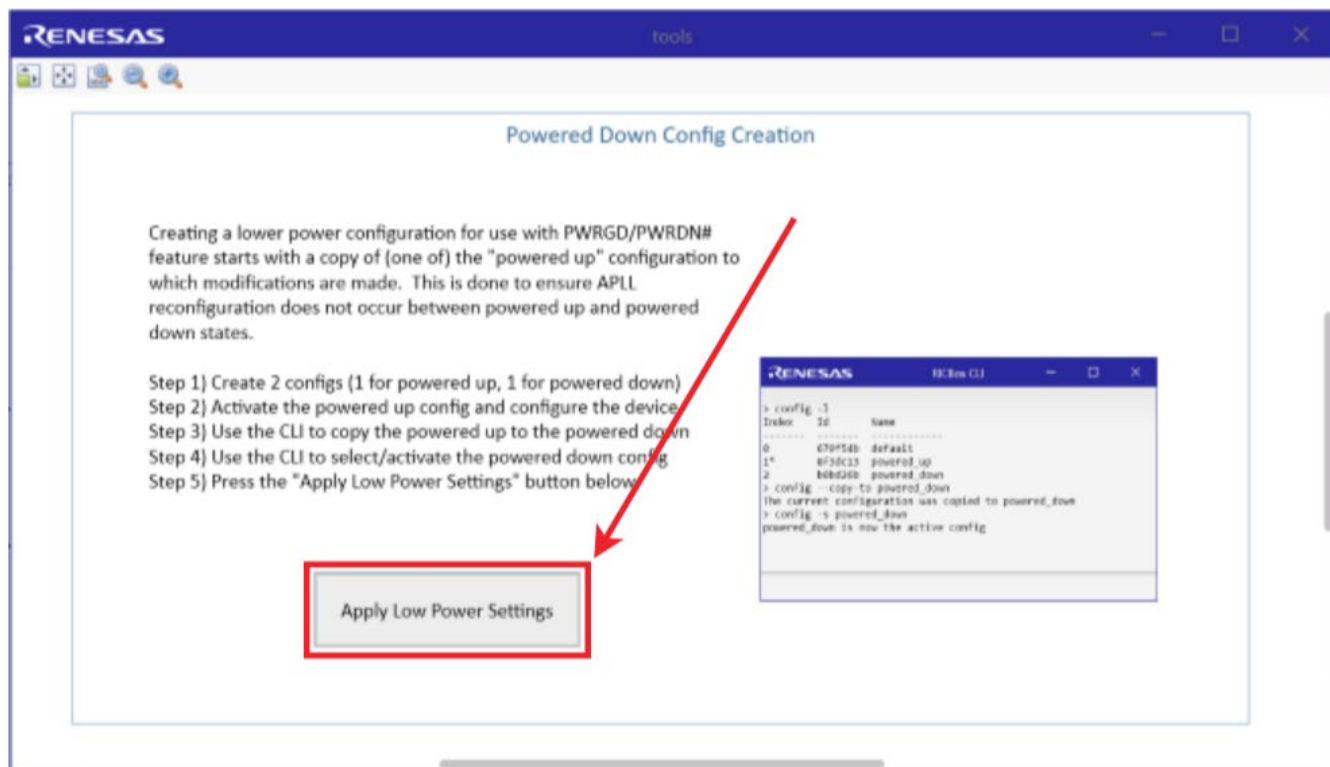 RENESAS
tools
Powered Down Config Creation
Creating a lower power configuration for use with PWRGD/PWRDN#
feature starts with a copy of (one of) the "powered up" configuration to
which modifications are made. This is done to ensure APLL
reconfiguration does not occur between powered up and powered
down states.
Step 1) Create 2 configs (1 for powered up, 1 for powered down)
Step 2) Activate the powered up config and configure the device
Step 3) Use the CLI to copy the powered up to the powered down
Step 4) Use the CLI to select/activate the powered down config
Step 5) Press the "Apply Low Power Settings" button below
Apply Low Power Settings
RENESAS
CLI
> config -l
Index Id Name
0 default
1* powered_up
2 powered_down
> config --copy-to powered_down
The current configuration was copied to powered_down
> config -s powered_down
powered_down is now the active config